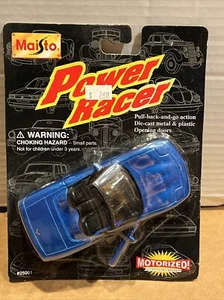 Maisto
Power
Racer
Pull-back-and-go action
Die-cast metal & plastic
Opening doors
WARNING:
CHOKING HAZARD - Small parts.
Not for children under 3 years.
MOTORIZED!